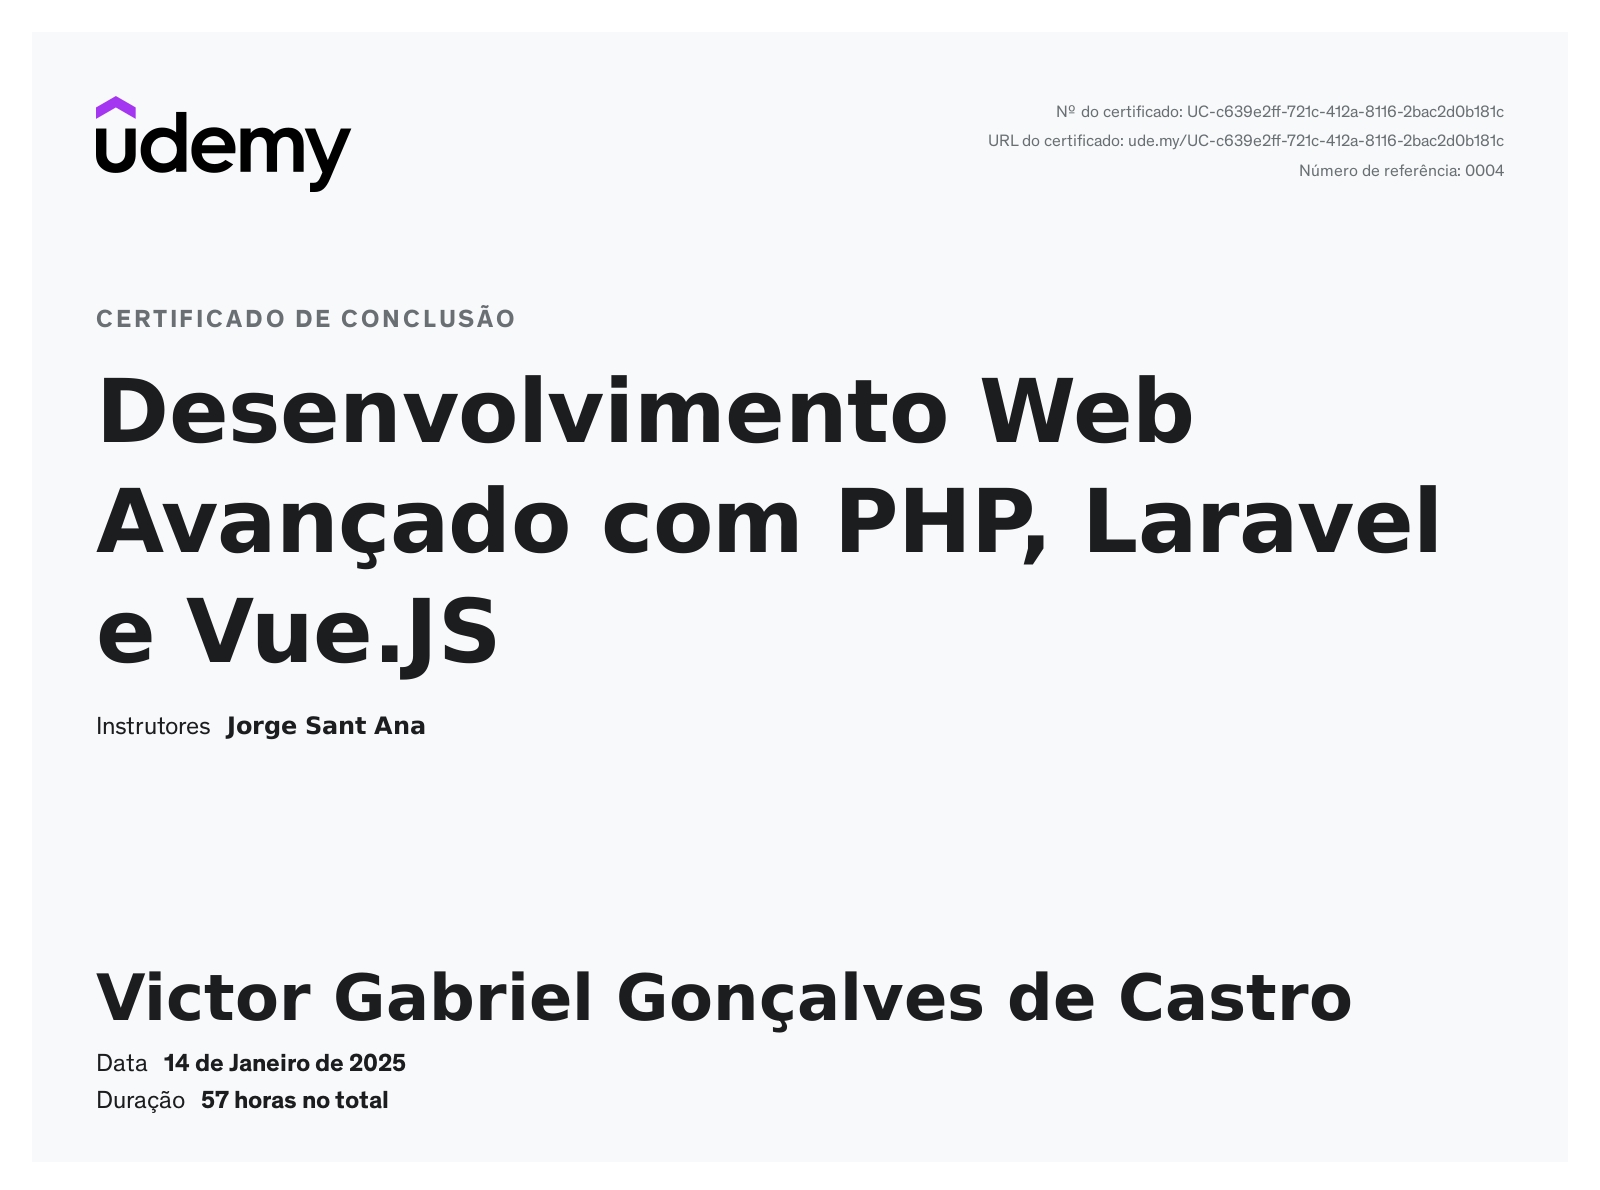 udemy
Nº do certificado: UC-c639e2ff-721c-412a-8116-2bac2d0b181c
URL do certificado: ude.my/UC-c639e2ff-721c-412a-8116-2bac2d0b181c
Número de referência: 0004
CERTIFICADO DE CONCLUSÃO
Desenvolvimento Web
Avançado com PHP, Laravel
e Vue.JS
Instrutores Jorge Sant Ana
Victor Gabriel Gonçalves de Castro
Data 14 de Janeiro de 2025
Duração 57 horas no total